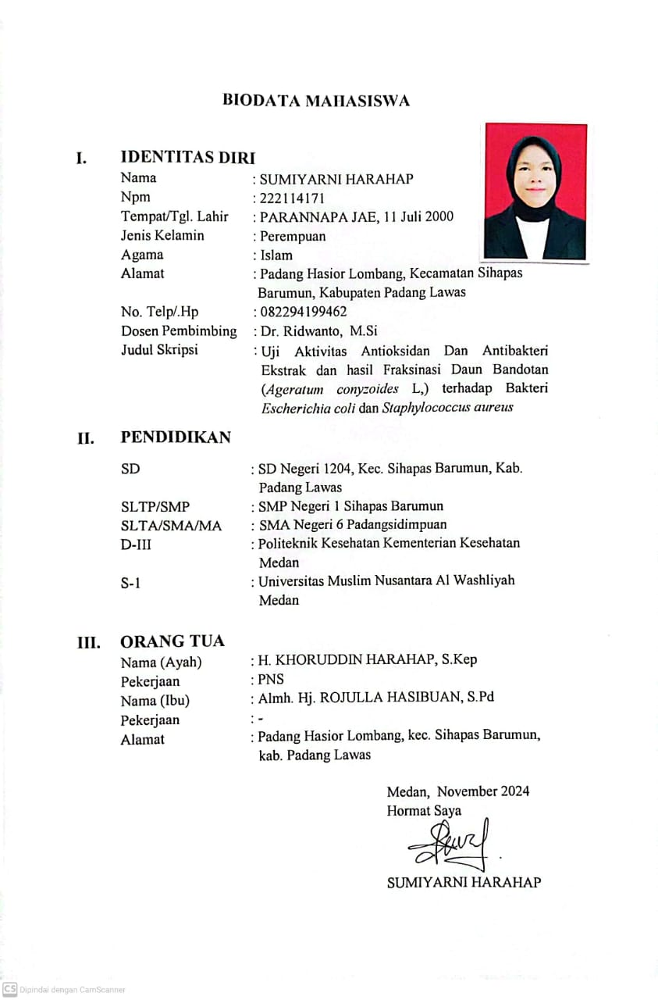 BIODATA MAHASISWA
I. IDENTITAS DIRI
Nama : SUMIYARNI HARAHAP
Npm : 222114171
Tempat/Tgl. Lahir : PARANNAPA JAE, 11 Juli 2000
Jenis Kelamin : Perempuan
Agama : Islam
Alamat : Padang Hasior Lombang, Kecamatan Sihapas
Barumun, Kabupaten Padang Lawas
No. Telp/.Hp : 082294199462
Dosen Pembimbing : Dr. Ridwanto, M.Si
Judul Skripsi : Uji Aktivitas Antioksidan Dan Antibakteri
Ekstrak dan hasil Fraksinasi Daun Bandotan
(Ageratum conyzoides L,) terhadap Bakteri
Escherichia coli dan Staphylococcus aureus
II. PENDIDIKAN
SD : SD Negeri 1204, Kec. Sihapas Barumun, Kab.
Padang Lawas
SLTP/SMP : SMP Negeri 1 Sihapas Barumun
SLTA/SMA/MA : SMA Negeri 6 Padangsidimpuan
D-III : Politeknik Kesehatan Kementerian Kesehatan
Medan
S-1 : Universitas Muslim Nusantara Al Washliyah
Medan
III. ORANG TUA
Nama (Ayah) : H. KHORUDDIN HARAHAP, S.Kep
Pekerjaan : PNS
Nama (Ibu) : Almh. Hj. ROJULLA HASIBUAN, S.Pd
Pekerjaan : -
Alamat : Padang Hasior Lombang, kec. Sihapas Barumun,
kab. Padang Lawas
Medan, November 2024
Hormat Saya
SUMIYARNI HARAHAP
CS Dipindai dengan CamScanner